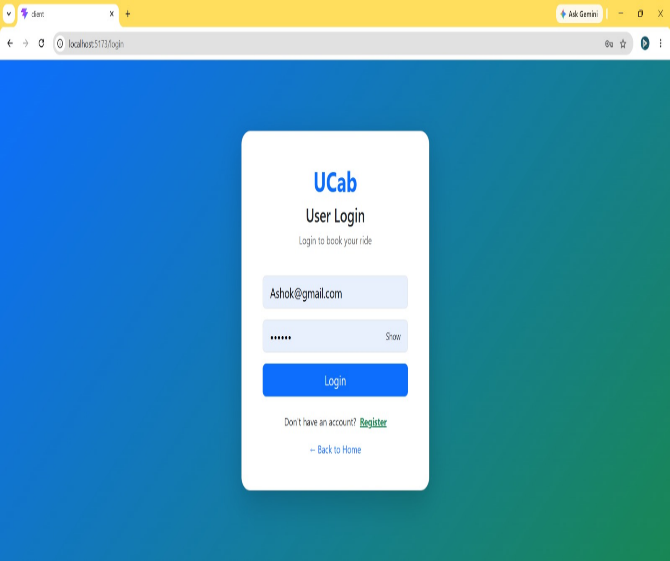 client
Ask Gemini
localhost:5173/login
UCab
User Login
Login to book your ride
Ashok@gmail.com
•••••• Show
Login
Don't have an account? Register
← Back to Home